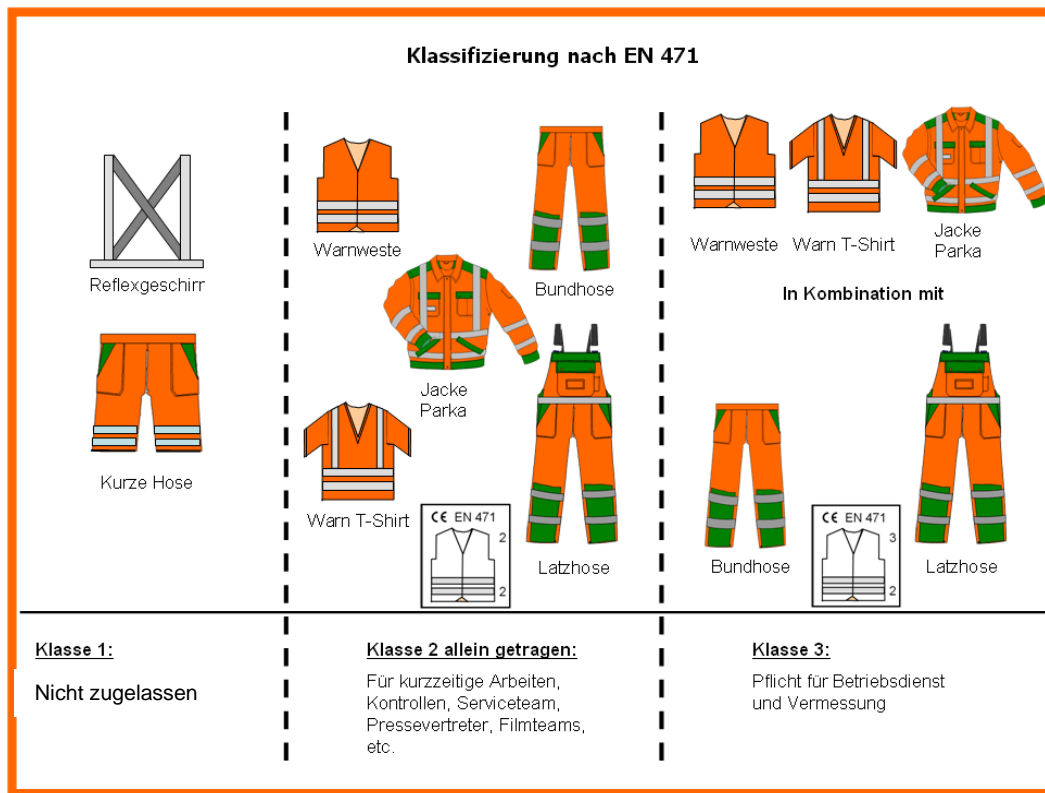 Klassifizierung nach EN 471
Reflexgeschirr
Kurze Hose
Warnweste
Bundhose
Jacke
Parka
Warn T-Shirt
CE EN 471
2
2
Latzhose
Warnweste
Warn T-Shirt
Jacke
Parka
In Kombination mit
Bundhose
CE EN 471
3
2
Latzhose
Klasse 1:
Nicht zugelassen
Klasse 2 allein getragen:
Für kurzzeitige Arbeiten,
Kontrollen, Serviceteam,
Pressevertreter, Filmteams,
etc.
Klasse 3:
Pflicht für Betriebsdienst
und Vermessung